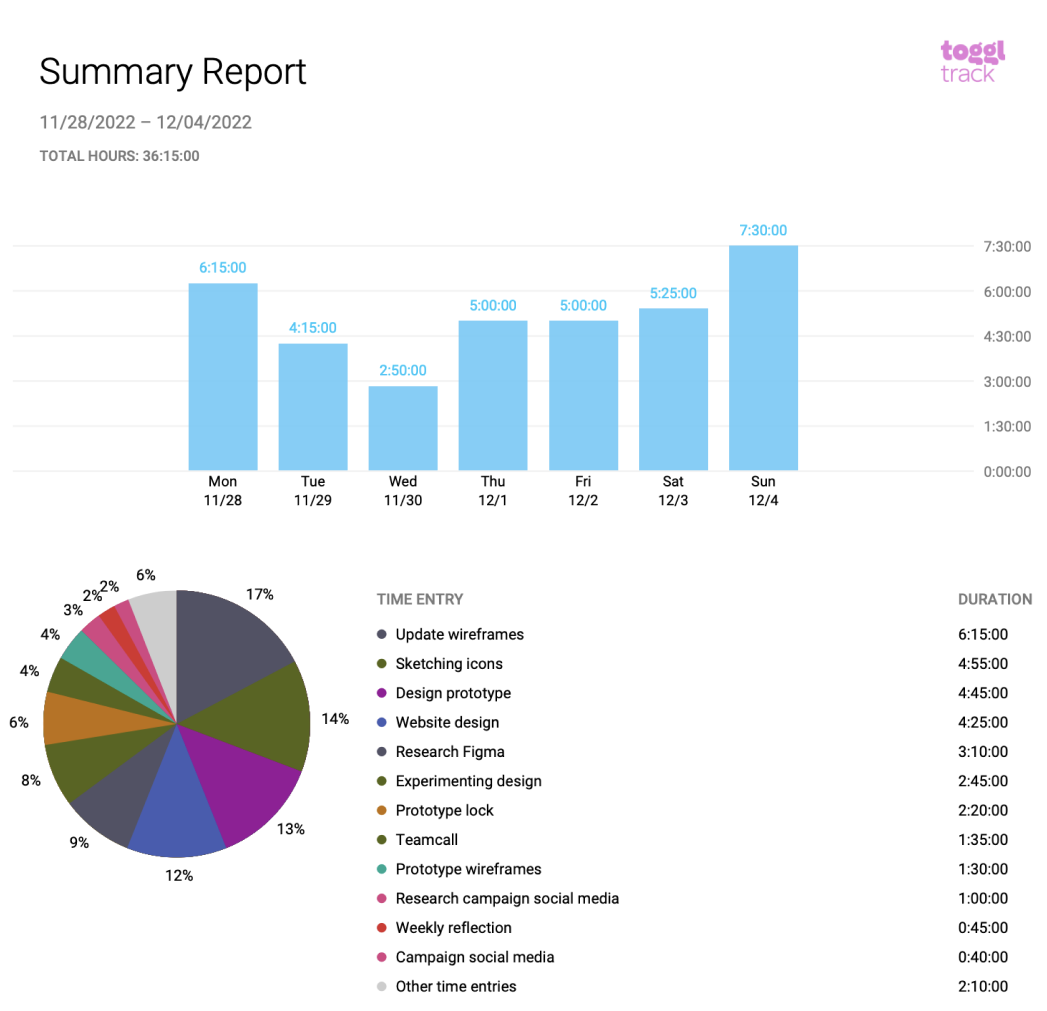 toggl
track
Summary Report
11/28/2022 – 12/04/2022
TOTAL HOURS: 36:15:00
7:30:00
6:15:00
5:25:00
5:00:00
5:00:00
4:15:00
2:50:00
7:30:00
6:00:00
4:30:00
3:00:00
1:30:00
0:00:00
Mon Tue Wed Thu Fri Sat Sun
11/28 11/29 11/30 12/1 12/2 12/3 12/4
17%
14%
13%
12%
9%
8%
6%
4%
4%
3%
2%
2%
6%
TIME ENTRY DURATION
Update wireframes 6:15:00
Sketching icons 4:55:00
Design prototype 4:45:00
Website design 4:25:00
Research Figma 3:10:00
Experimenting design 2:45:00
Prototype lock 2:20:00
Teamcall 1:35:00
Prototype wireframes 1:30:00
Research campaign social media 1:00:00
Weekly reflection 0:45:00
Campaign social media 0:40:00
Other time entries 2:10:00